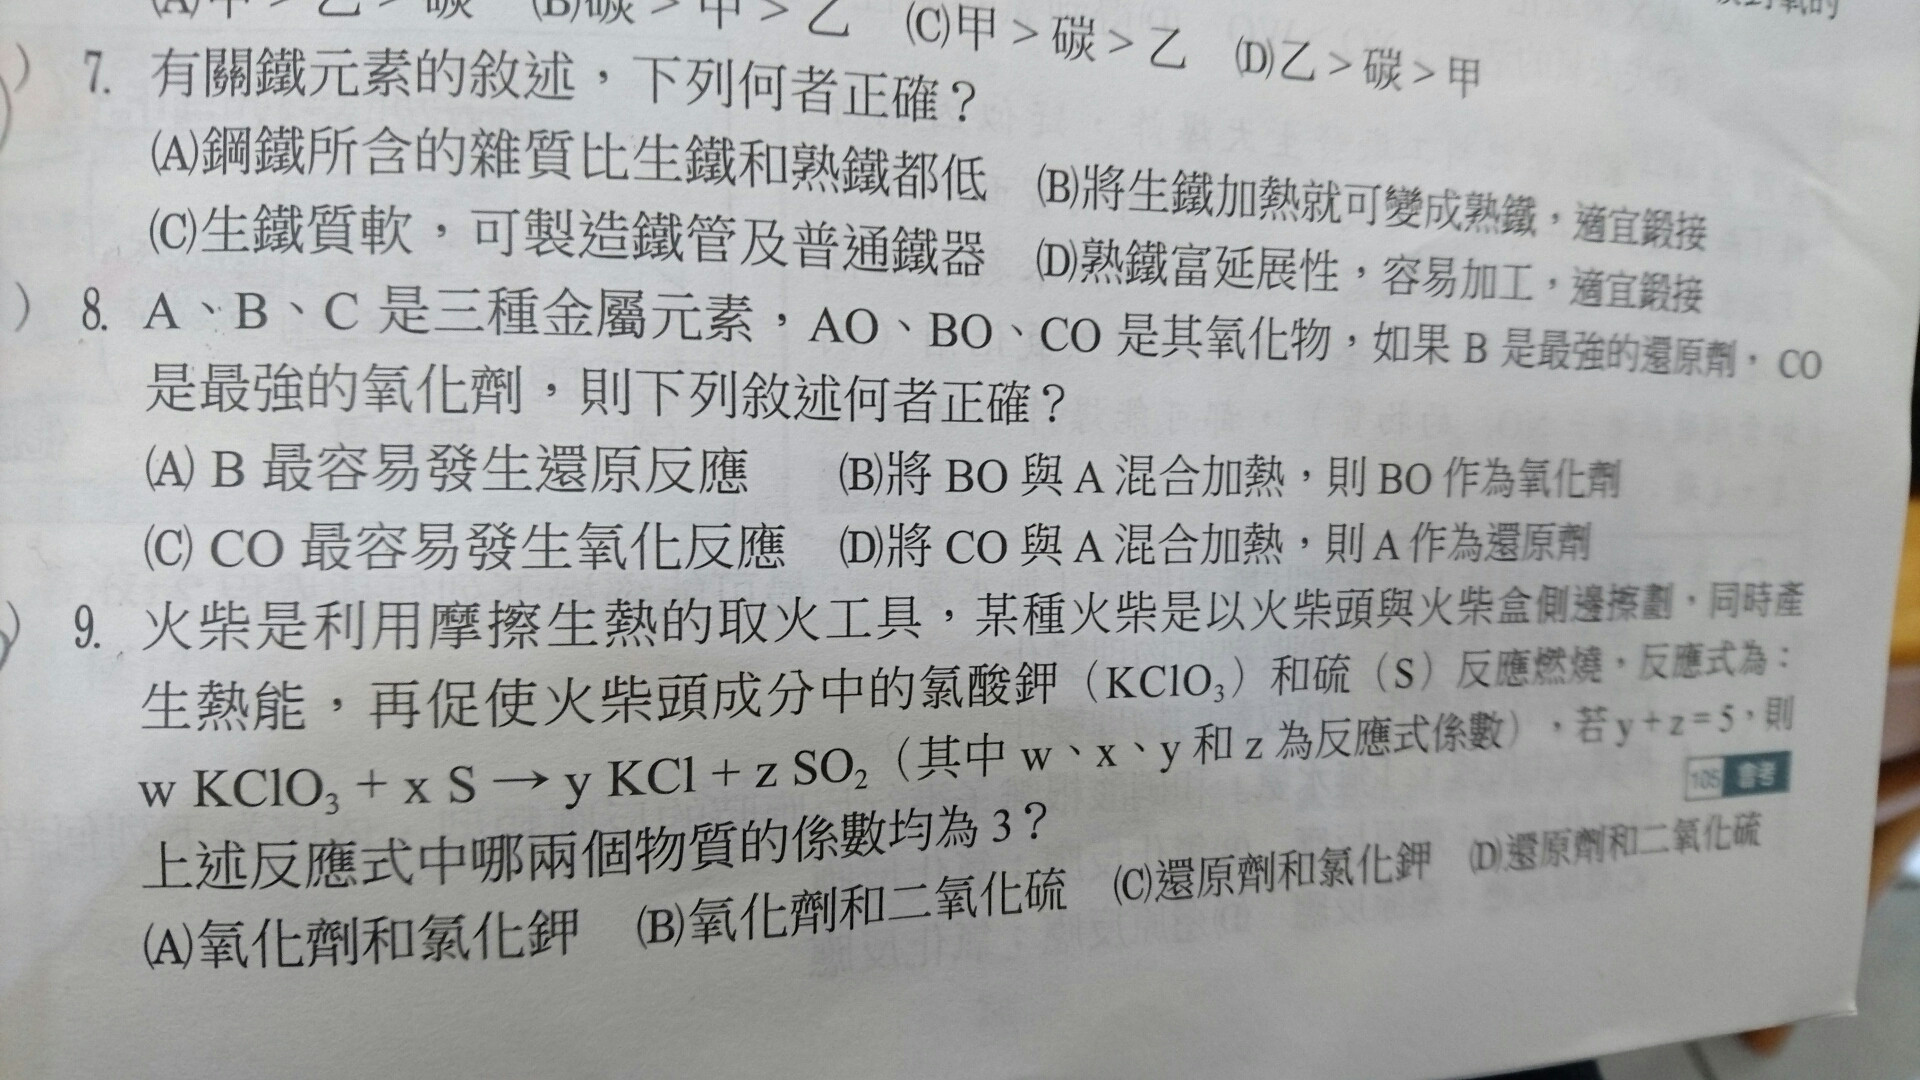 (A)甲＞乙＞碳 (B)碳＞甲＞乙 (C)甲＞碳＞乙 (D)乙＞碳＞甲
) 7. 有關鐵元素的敘述，下列何者正確？
(A)鋼鐵所含的雜質比生鐵和熟鐵都低 (B)將生鐵加熱就可變成熟鐵，適宜鍛接
(C)生鐵質軟，可製造鐵管及普通鐵器 (D)熟鐵富延展性，容易加工，適宜鍛接
) 8. A、B、C 是三種金屬元素，AO、BO、CO 是其氧化物，如果 B 是最強的還原劑，CO
是最強的氧化劑，則下列敘述何者正確？
(A) B 最容易發生還原反應 (B)將 BO 與 A 混合加熱，則 BO 作為氧化劑
(C) CO 最容易發生氧化反應 (D)將 CO 與 A 混合加熱，則 A 作為還原劑
) 9. 火柴是利用摩擦生熱的取火工具，某種火柴是以火柴頭與火柴盒側邊擦劃，同時產
生熱能，再促使火柴頭成分中的氯酸鉀（KClO₃）和硫（S）反應燃燒，反應式為：
w KClO₃ + x S → y KCl + z SO₂（其中 w、x、y 和 z 為反應式係數），若 y + z = 5，則
上述反應式中哪兩個物質的係數均為 3？ 105 會考
(A)氧化劑和氯化鉀 (B)氧化劑和二氧化硫 (C)還原劑和氯化鉀 (D)還原劑和二氧化硫